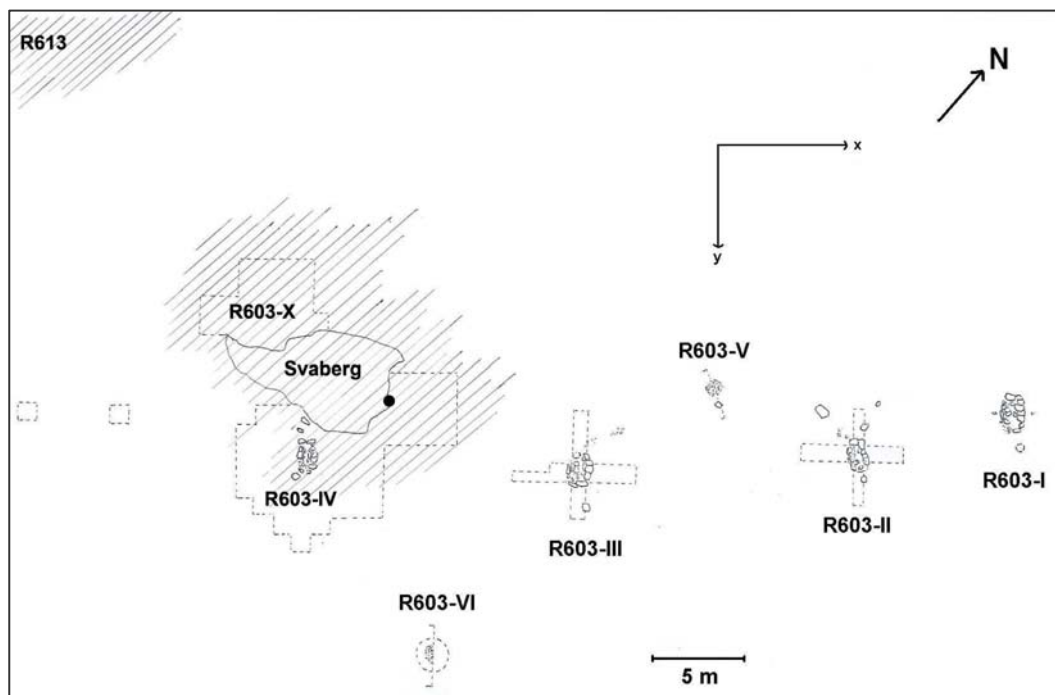 R613
N
x
y
R603-X
Svaberg
R603-V
R603-IV
R603-I
R603-II
R603-III
R603-VI
5 m